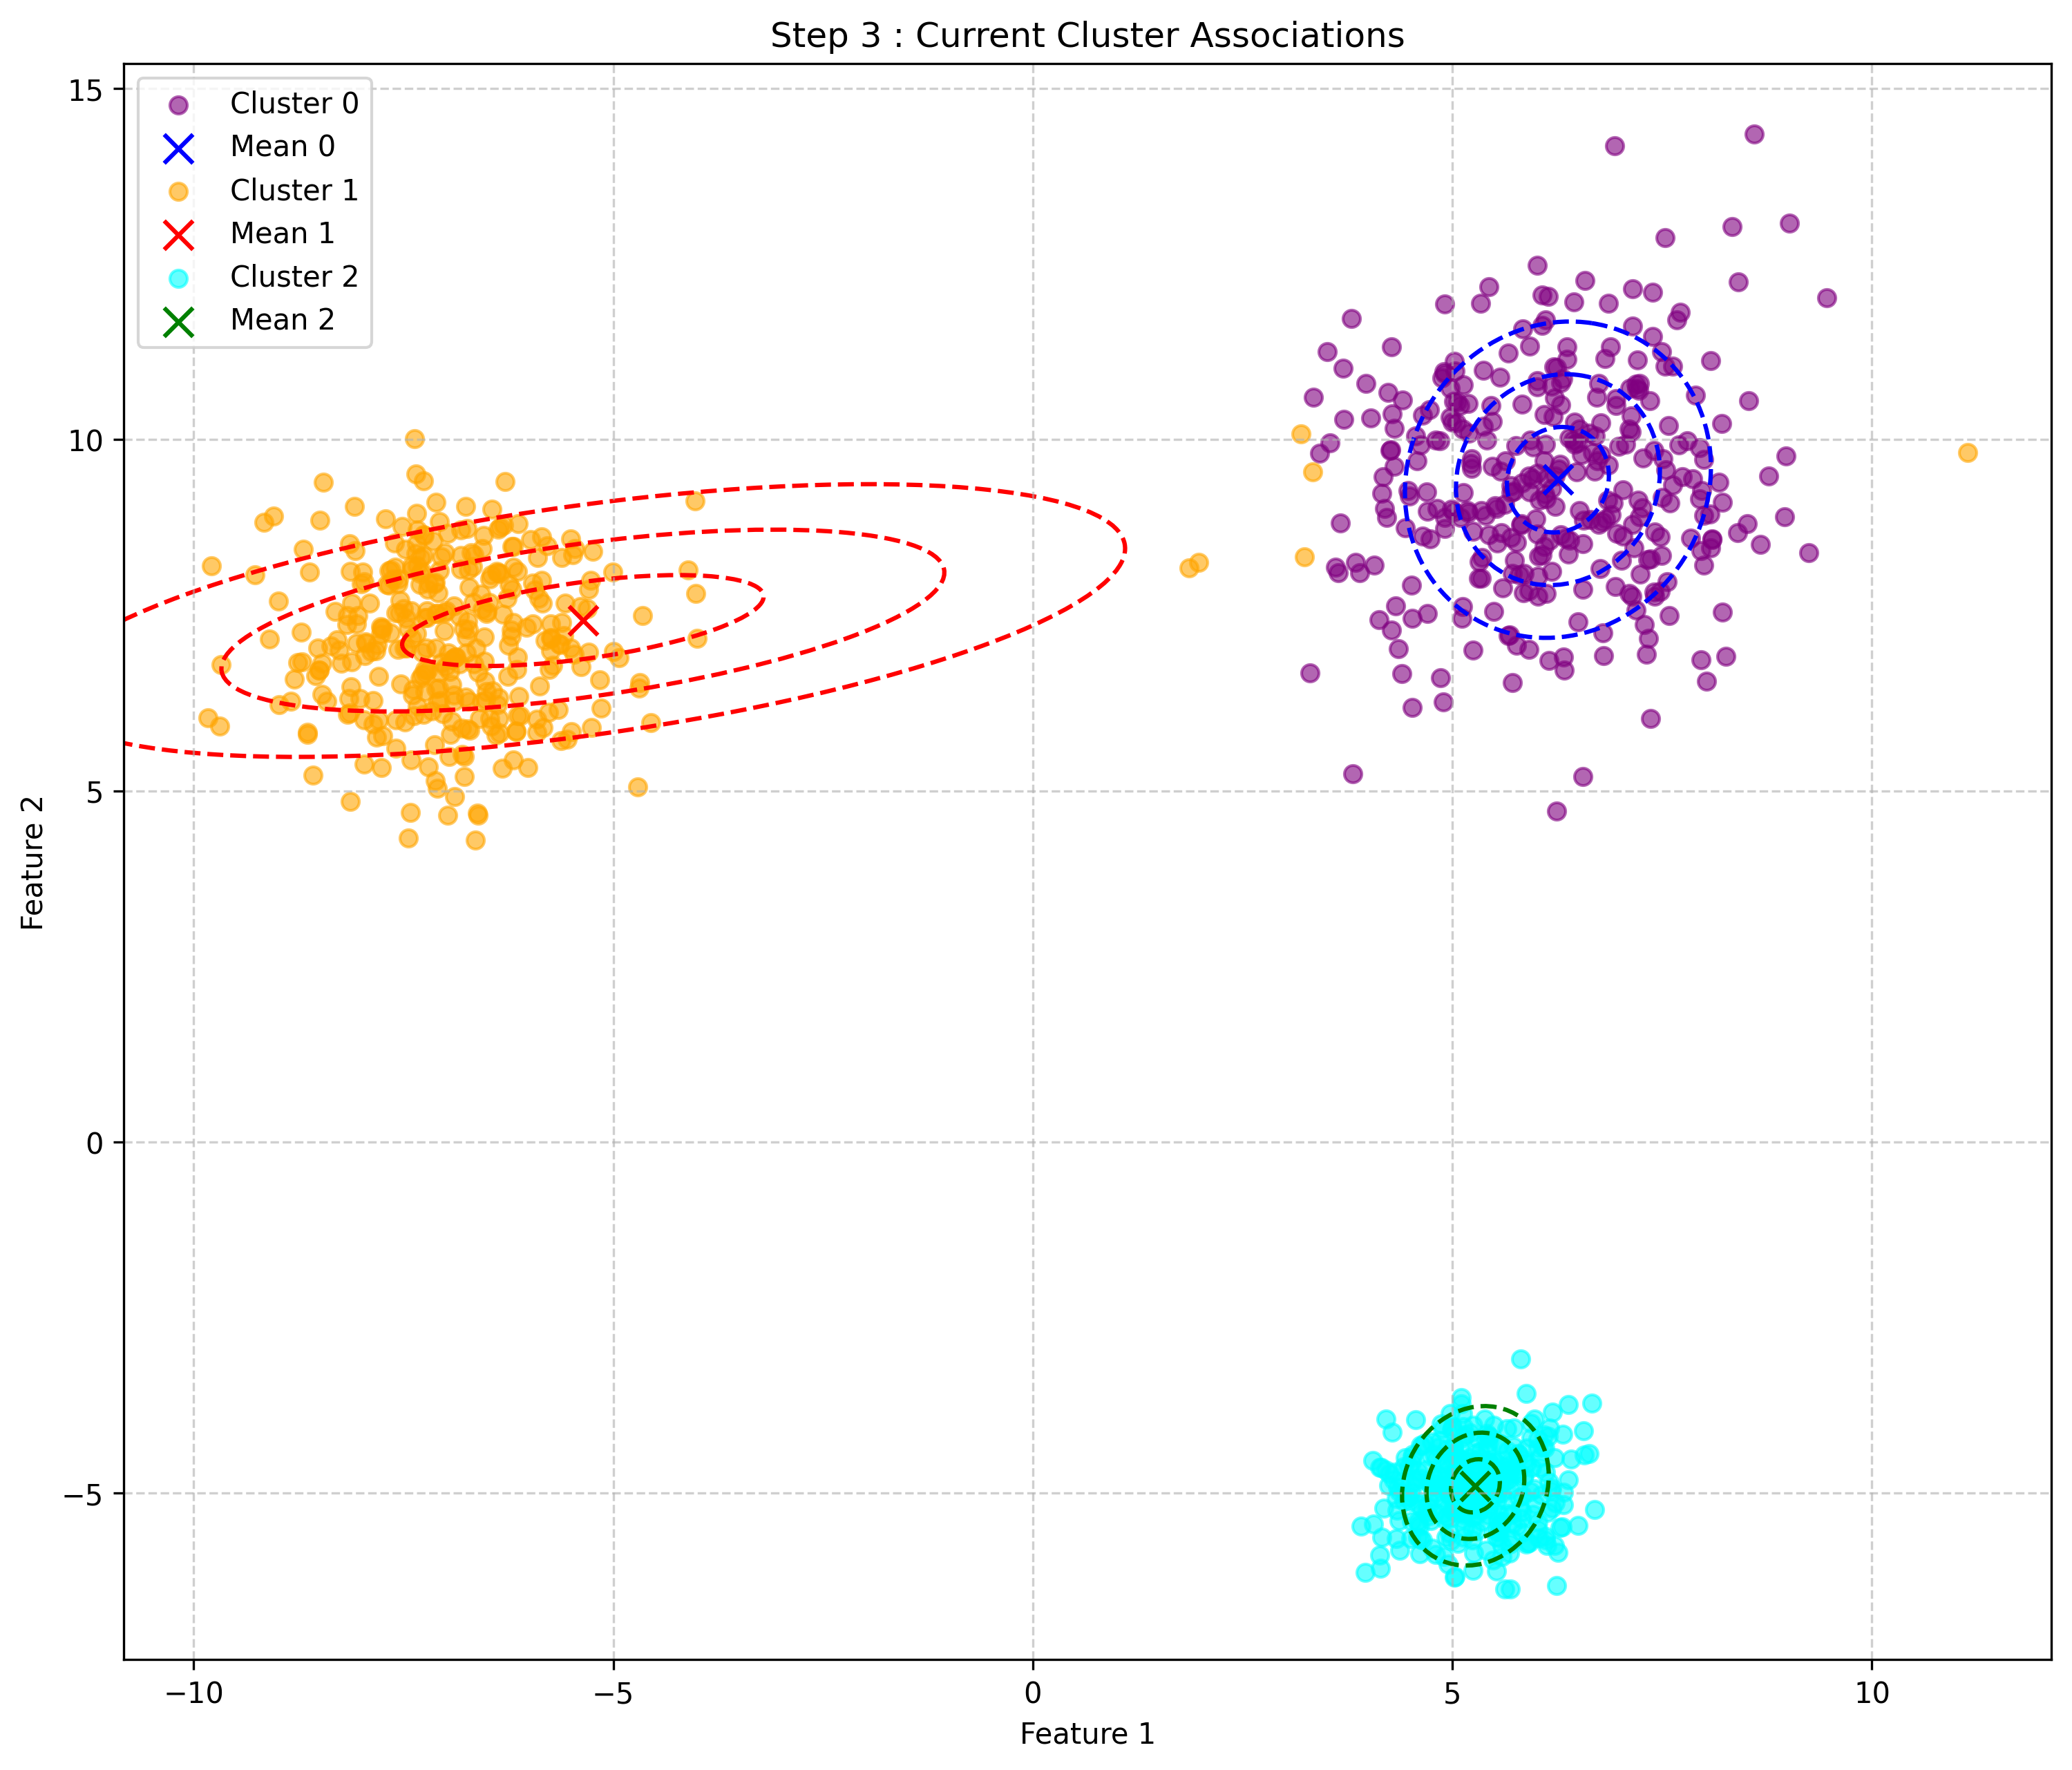 Step 3 : Current Cluster Associations
Cluster 0
Mean 0
Cluster 1
Mean 1
Cluster 2
Mean 2
15
10
5
0
−5
Feature 2
−10
−5
0
5
10
Feature 1